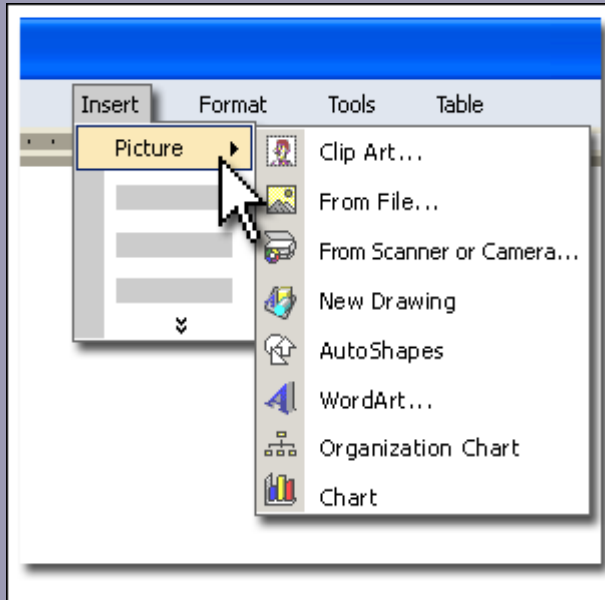 Insert Format Tools Table
Picture
Clip Art...
From File...
From Scanner or Camera...
New Drawing
AutoShapes
WordArt...
Organization Chart
Chart